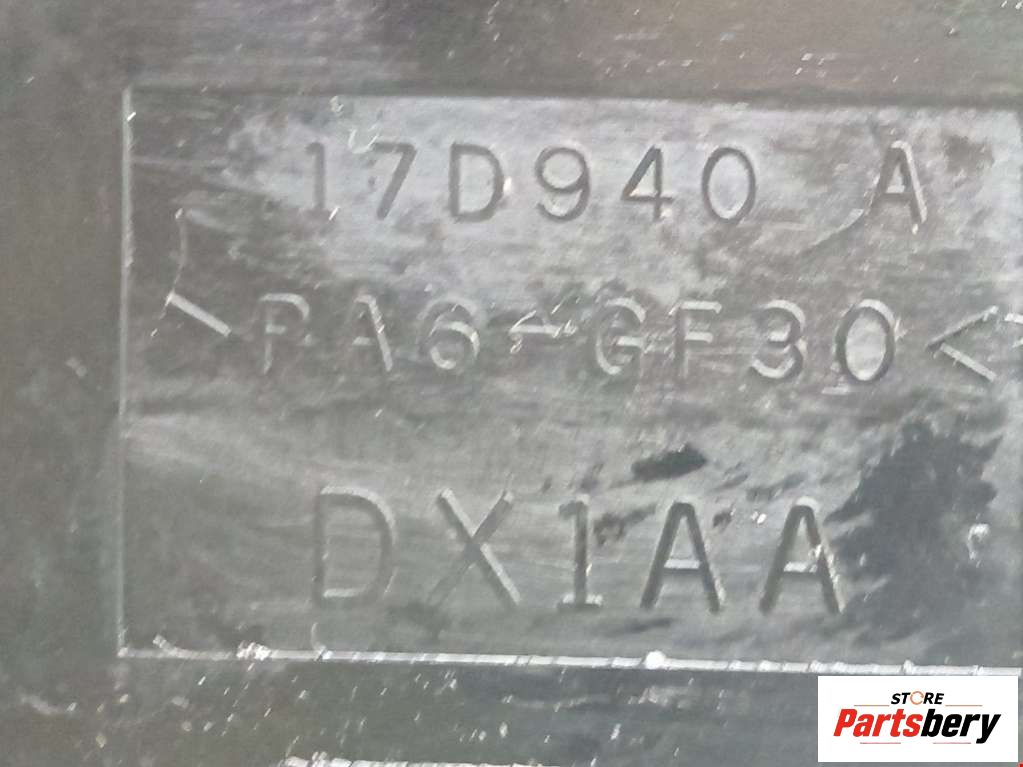 17D940 A
>PA6-GF30<
DX1AA
STORE
Partsbery